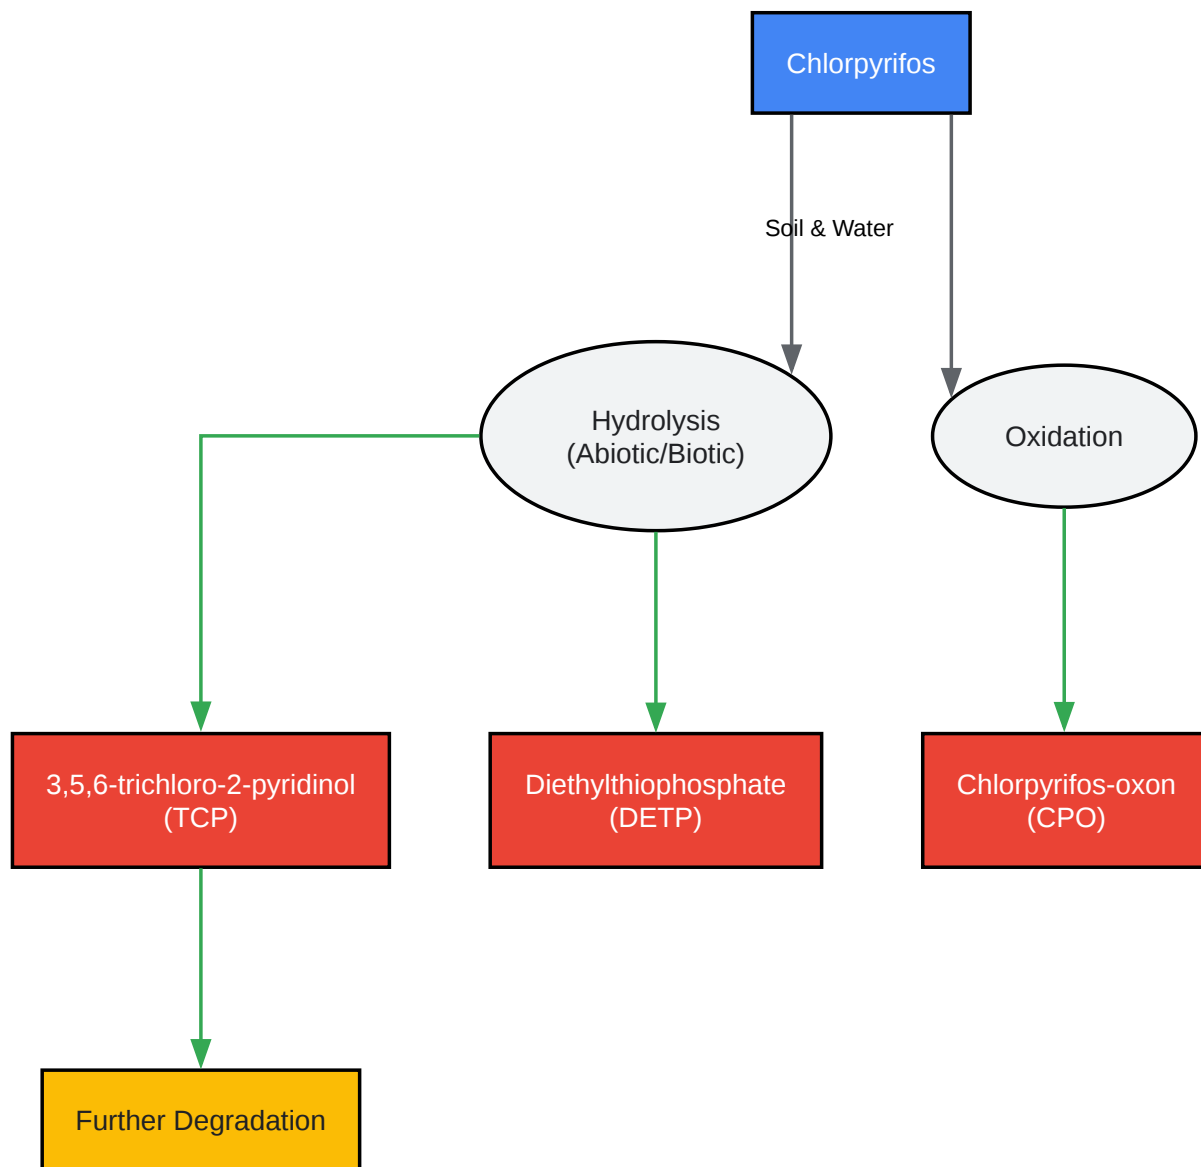 Chlorpyrifos
Soil & Water
Hydrolysis
(Abiotic/Biotic)
Oxidation
3,5,6-trichloro-2-pyridinol
(TCP)
Diethylthiophosphate
(DETP)
Chlorpyrifos-oxon
(CPO)
Further Degradation